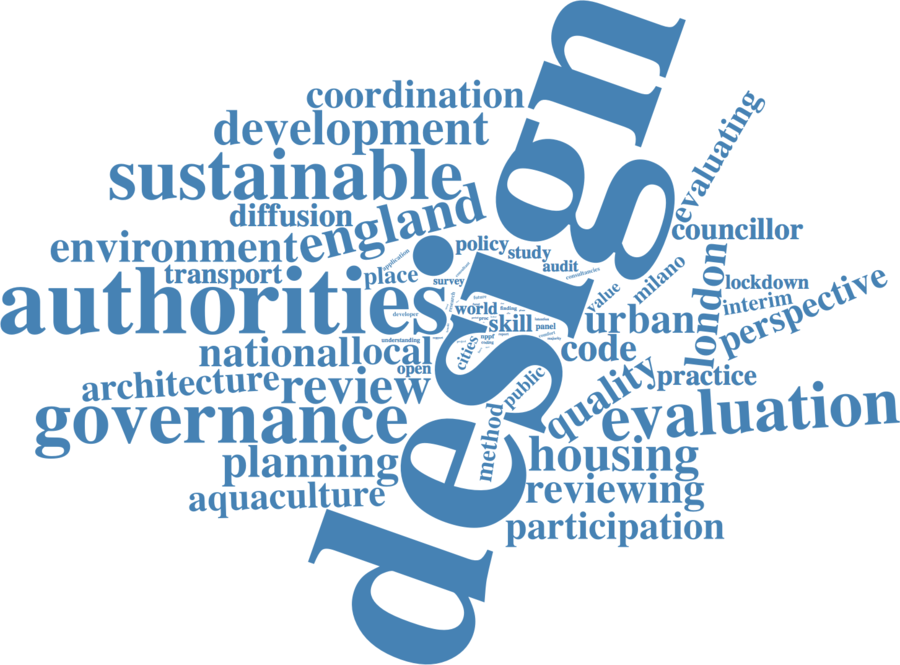 design
coordination
development
sustainable
diffusion
england
environment
transport
place
authorities
policy
study
audit
application
survey
consultancies
developer
world
finding
skill
panel
understanding
cities
open
national
local
architecture
review
governance
planning
aquaculture
method
public
evaluating
councillor
milano
value
london
lockdown
interim
perspective
urban
code
quality
practice
evaluation
housing
reviewing
participation